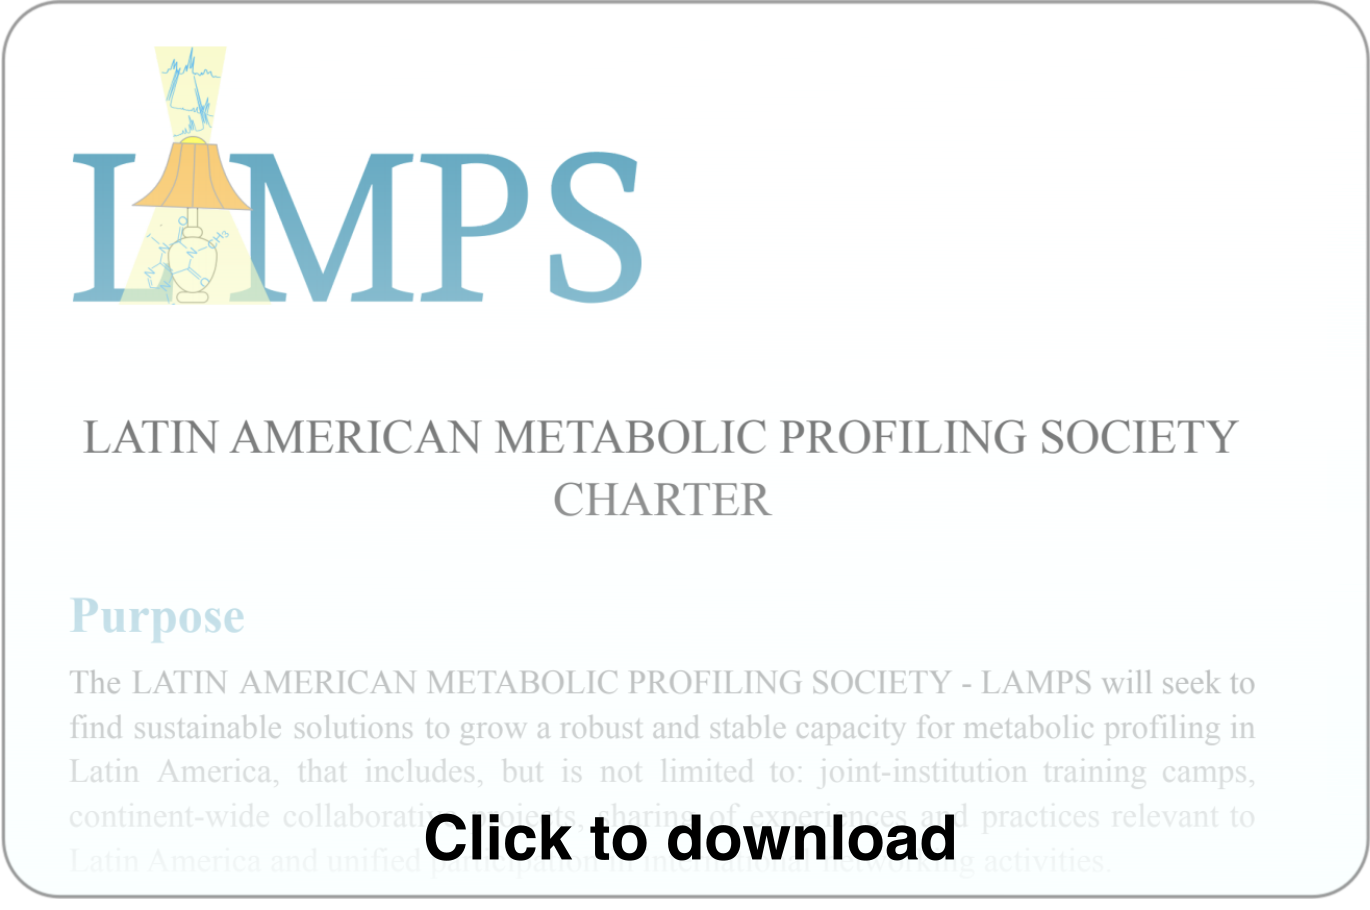 LAMPS
LATIN AMERICAN METABOLIC PROFILING SOCIETY
CHARTER
Purpose
The LATIN AMERICAN METABOLIC PROFILING SOCIETY - LAMPS will seek to
find sustainable solutions to grow a robust and stable capacity for metabolic profiling in
Latin America, that includes, but is not limited to: joint-institution training camps,
continent-wide collaborative projects, sharing of experiences and practices relevant to
Latin America and unified participation in international networking activities.
Click to download